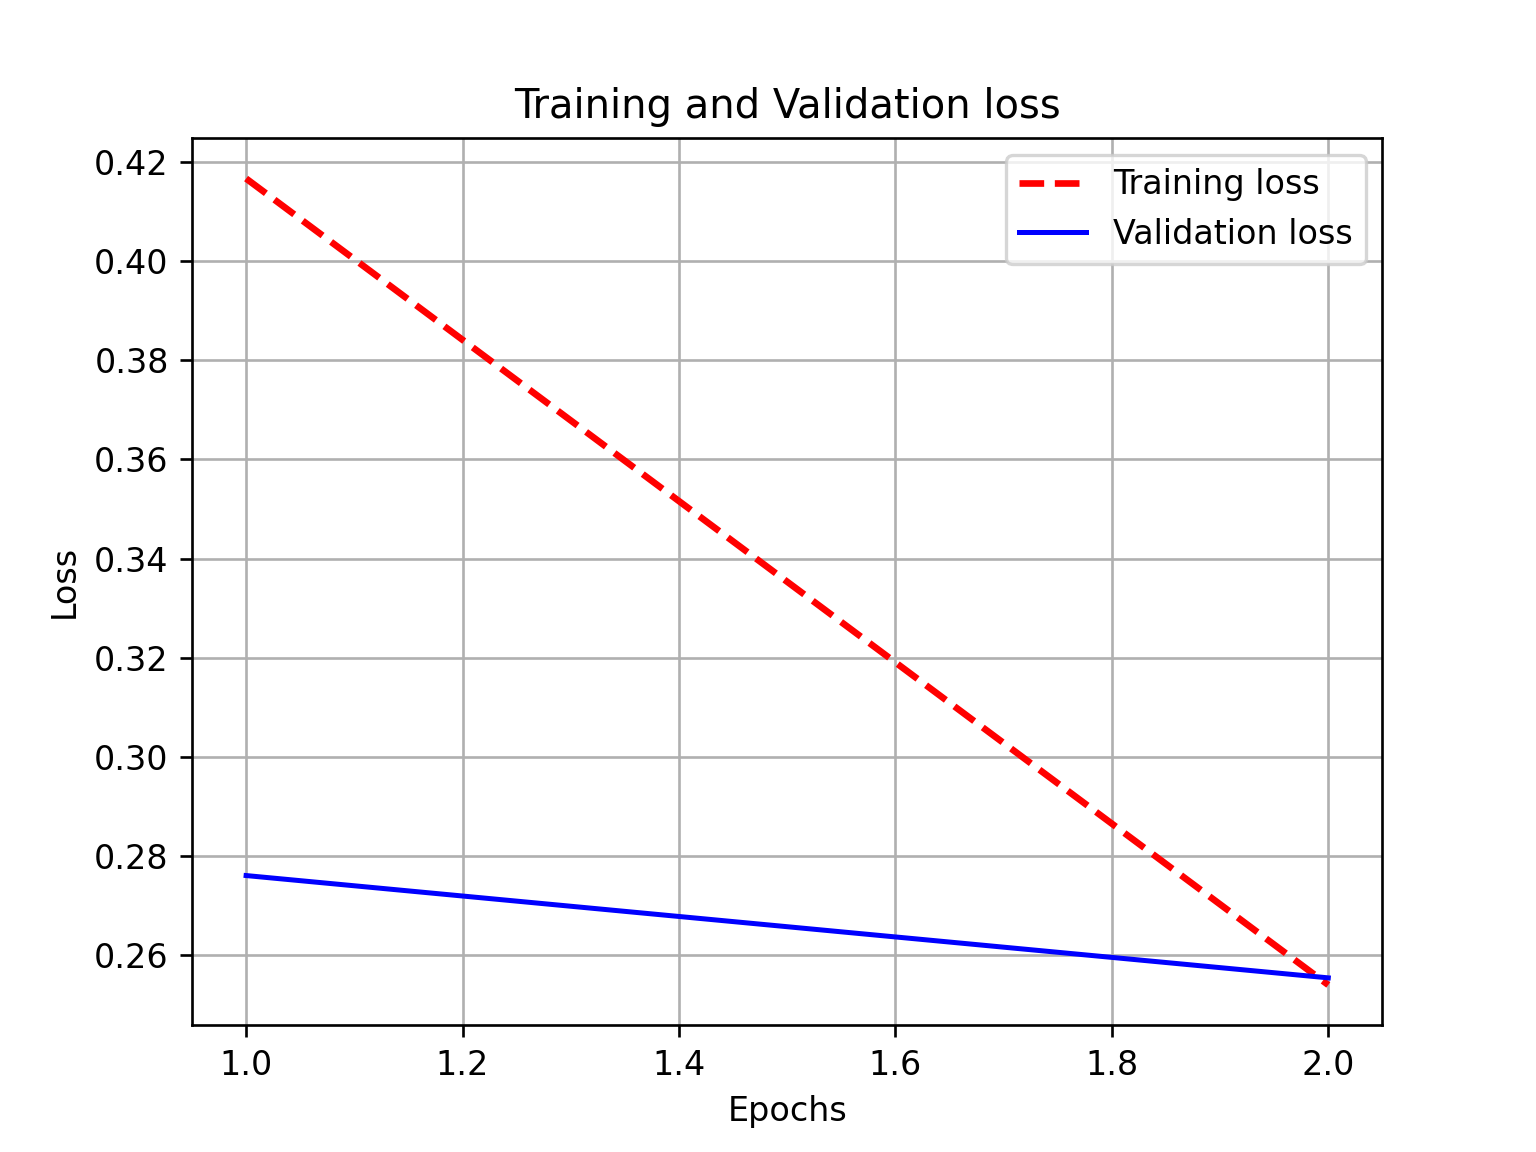 Training and Validation loss
Training loss
Validation loss
0.42
0.40
0.38
0.36
0.34
0.32
0.30
0.28
0.26
Loss
1.0 1.2 1.4 1.6 1.8 2.0
Epochs